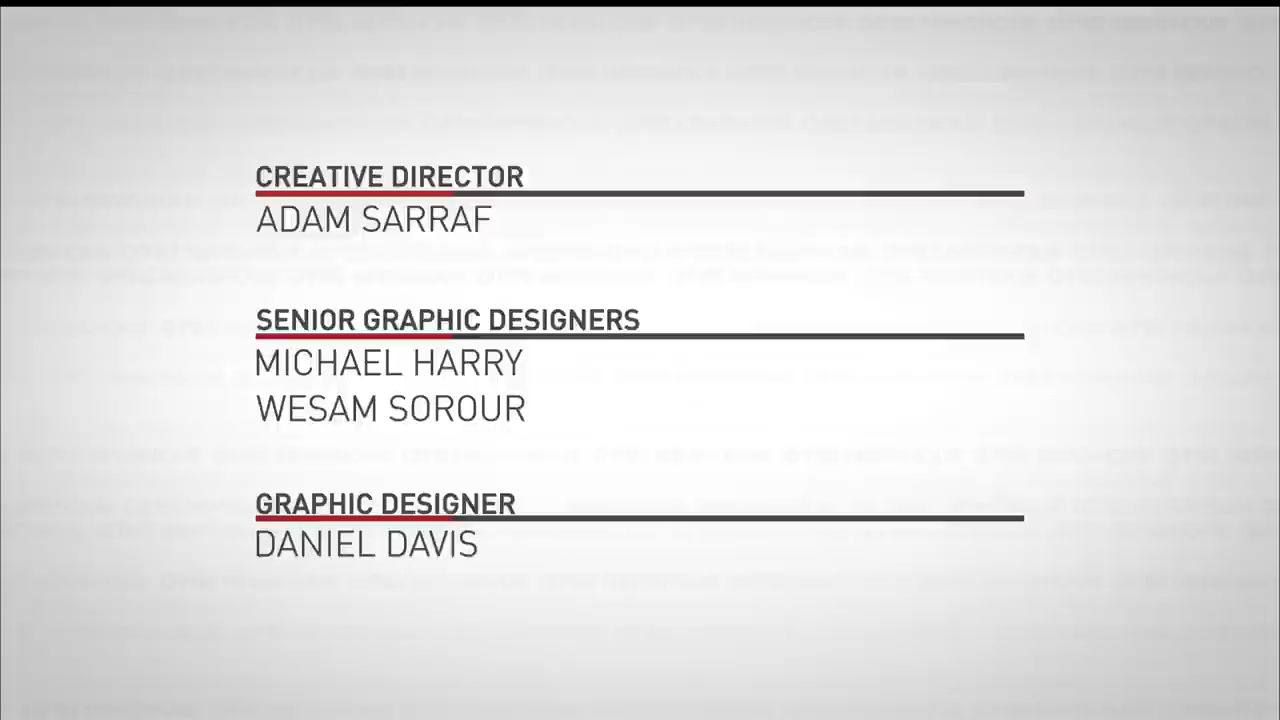 CREATIVE DIRECTOR
ADAM SARRAF
SENIOR GRAPHIC DESIGNERS
MICHAEL HARRY
WESAM SOROUR
GRAPHIC DESIGNER
DANIEL DAVIS